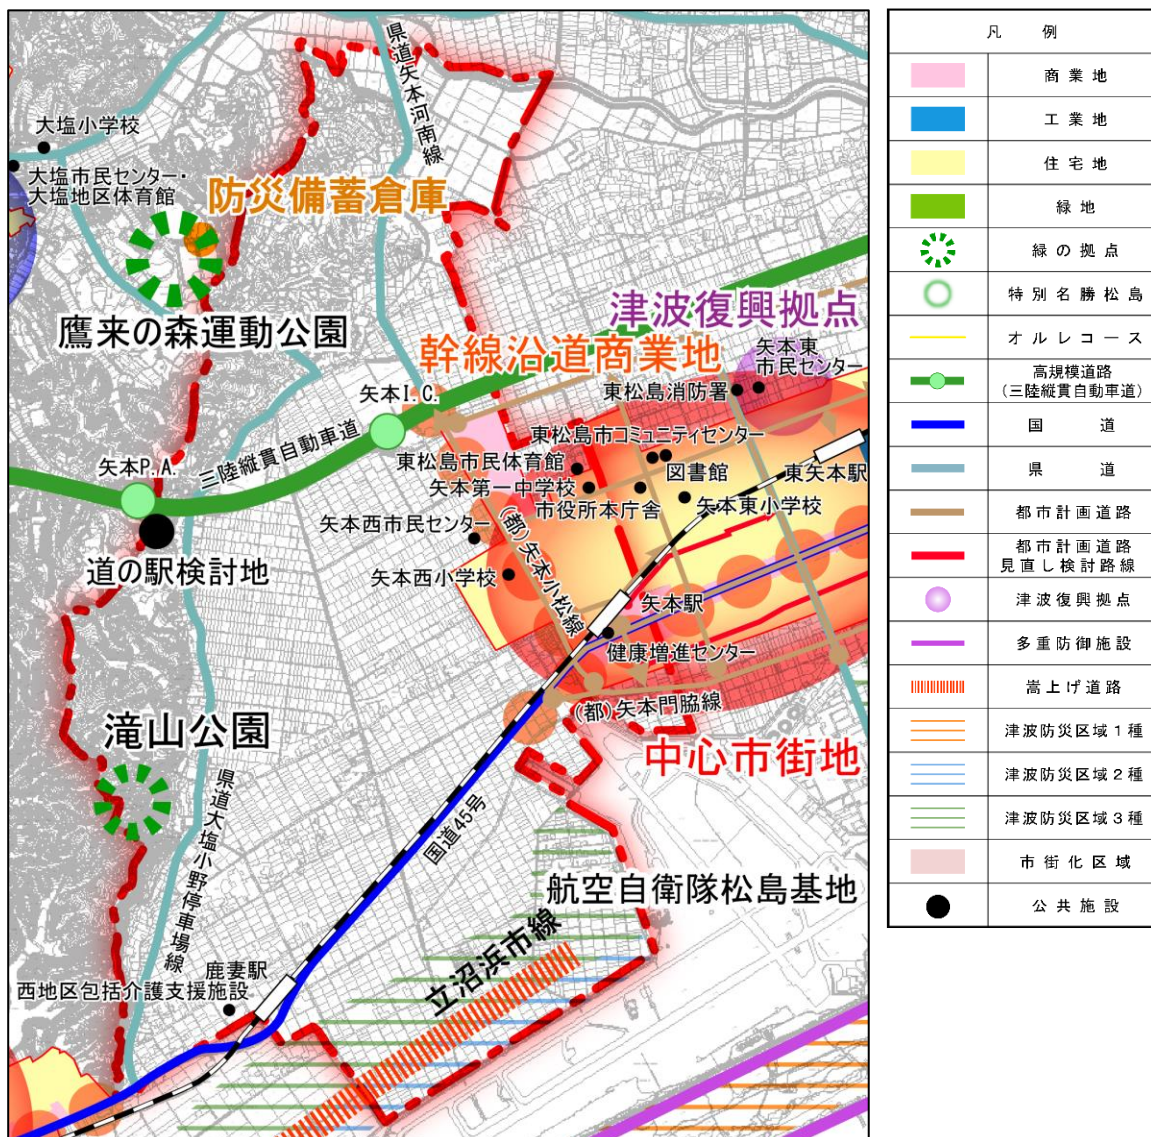 県道矢本河南線
大塩小学校
大塩市民センター・
大塩地区体育館
防災備蓄倉庫
鷹来の森運動公園
津波復興拠点
幹線沿道商業地
矢本東
市民センター
矢本I.C.
東松島消防署
三陸縦貫自動車道
東松島市コミュニティセンター
東松島市民体育館
図書館
東矢本駅
矢本P.A.
矢本第一中学校
市役所本庁舎
矢本東小学校
矢本西市民センター
(都)矢本小松線
道の駅検討地
矢本西小学校
矢本駅
健康増進センター
(都)矢本門脇線
滝山公園
中心市街地
県道大塩小野停車場線
国道45号
航空自衛隊松島基地
立沼浜市線
鹿妻駅
西地区包括介護支援施設
凡 例
商業地
工業地
住宅地
緑地
緑の拠点
特別名勝松島
オルレコース
高規模道路
(三陸縦貫自動車道)
国 道
県 道
都市計画道路
都市計画道路
見直し検討路線
津波復興拠点
多重防御施設
嵩上げ道路
津波防災区域1種
津波防災区域2種
津波防災区域3種
市街化区域
公共施設